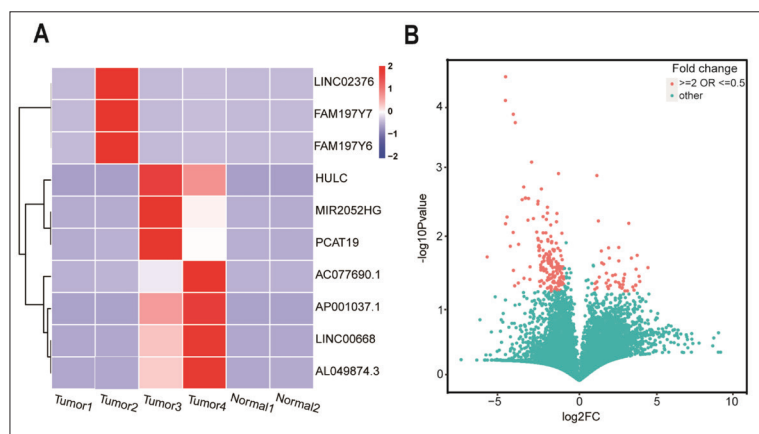 A
LINC02376
FAM197Y7
FAM197Y6
HULC
MIR2052HG
PCAT19
AC077690.1
AP001037.1
LINC00668
AL049874.3
2
1
0
−1
−2
Tumor1
Tumor2
Tumor3
Tumor4
Normal1
Normal2
B
Fold change
>=2 OR <=0.5
other
-log10Pvalue
4
3
2
1
0
−5
0
5
10
log2FC